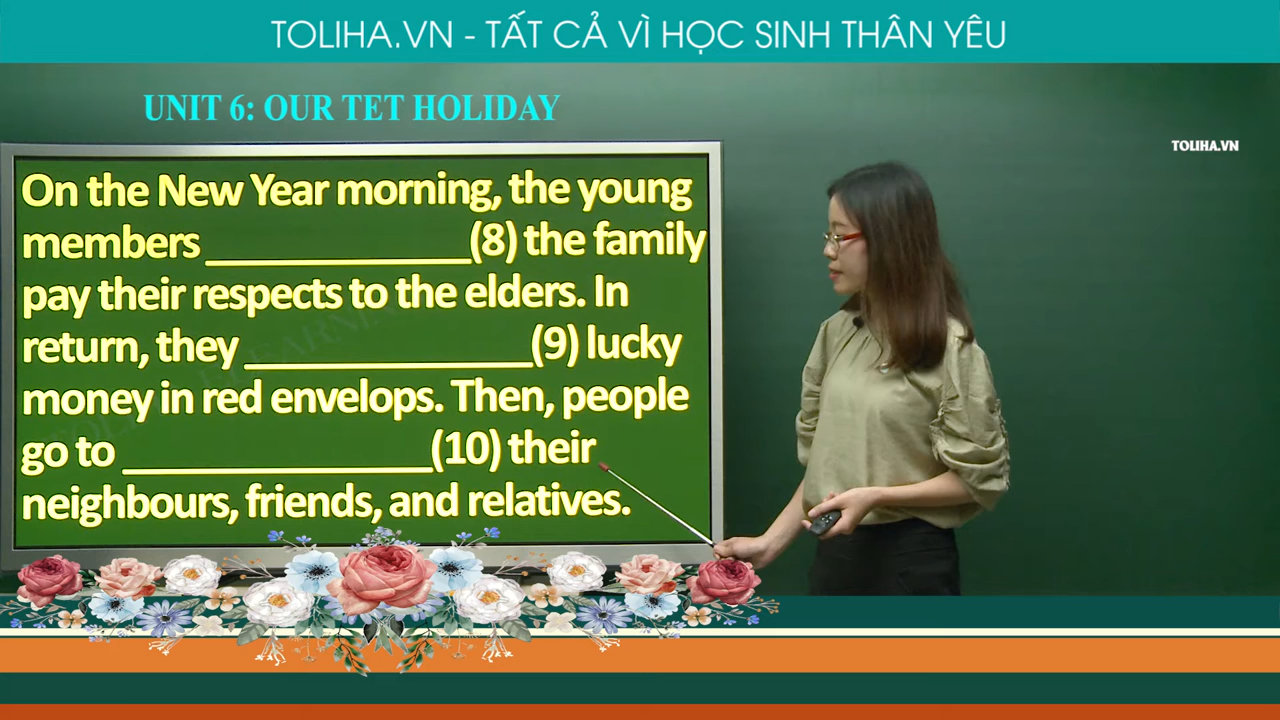 TOLIHA.VN - TẤT CẢ VÌ HỌC SINH THÂN YÊU
UNIT 6: OUR TET HOLIDAY
TOLIHA.VN
On the New Year morning, the young
members ____________(8) the family
pay their respects to the elders. In
return, they _____________(9) lucky
money in red envelops. Then, people
go to ______________(10) their
neighbours, friends, and relatives.